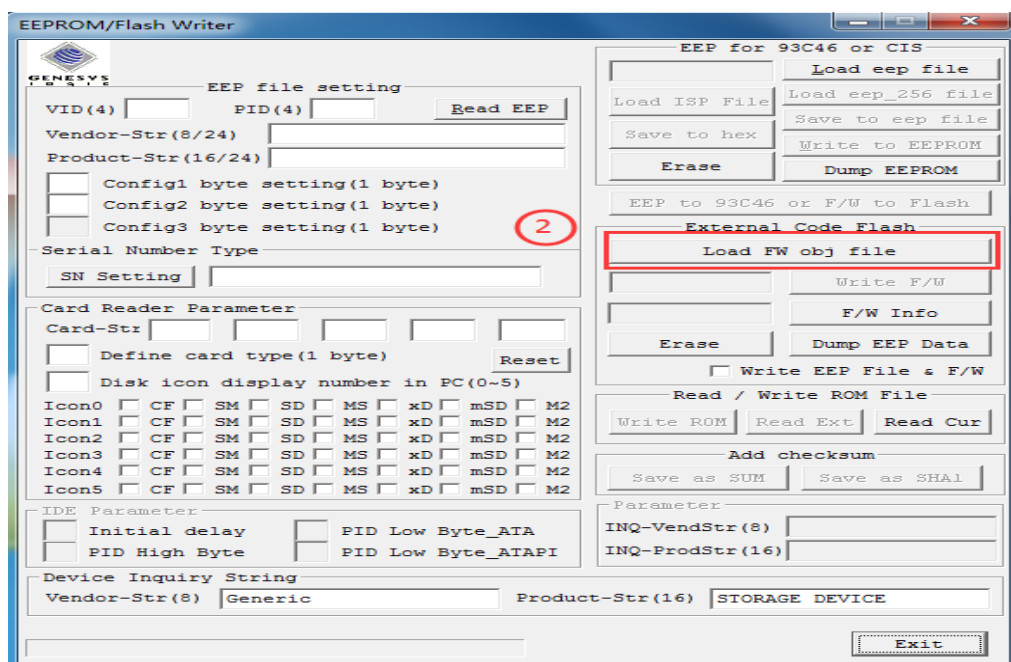 EEPROM/Flash Writer
GENESYS
LOGIC
EEP file setting
VID(4) PID(4) Read EEP
Vendor-Str(8/24)
Product-Str(16/24)
Config1 byte setting(1 byte)
Config2 byte setting(1 byte)
Config3 byte setting(1 byte)
2
Serial Number Type
SN Setting
Card Reader Parameter
Card-Str
Define card type(1 byte) Reset
Disk icon display number in PC(0~5)
Icon0 CF SM SD MS xD mSD M2
Icon1 CF SM SD MS xD mSD M2
Icon2 CF SM SD MS xD mSD M2
Icon3 CF SM SD MS xD mSD M2
Icon4 CF SM SD MS xD mSD M2
Icon5 CF SM SD MS xD mSD M2
IDE Parameter
Initial delay PID Low Byte_ATA
PID High Byte PID Low Byte_ATAPI
EEP for 93C46 or CIS
Load eep file
Load ISP File Load eep_256 file
Save to eep file
Save to hex Write to EEPROM
Erase Dump EEPROM
EEP to 93C46 or F/W to Flash
External Code Flash
Load FW obj file
Write F/W
F/W Info
Erase Dump EEP Data
Write EEP File & F/W
Read / Write ROM File
Write ROM Read Ext Read Cur
Add checksum
Save as SUM Save as SHA1
Parameter
INQ-VendStr(8)
INQ-ProdStr(16)
Device Inquiry String
Vendor-Str(8) Generic Product-Str(16) STORAGE DEVICE
Exit